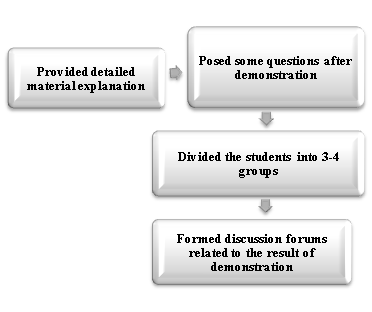 Provided detailed
material explanation
Posed some questions after
demonstration
Divided the students into 3-4
groups
Formed discussion forums
related to the result of
demonstration